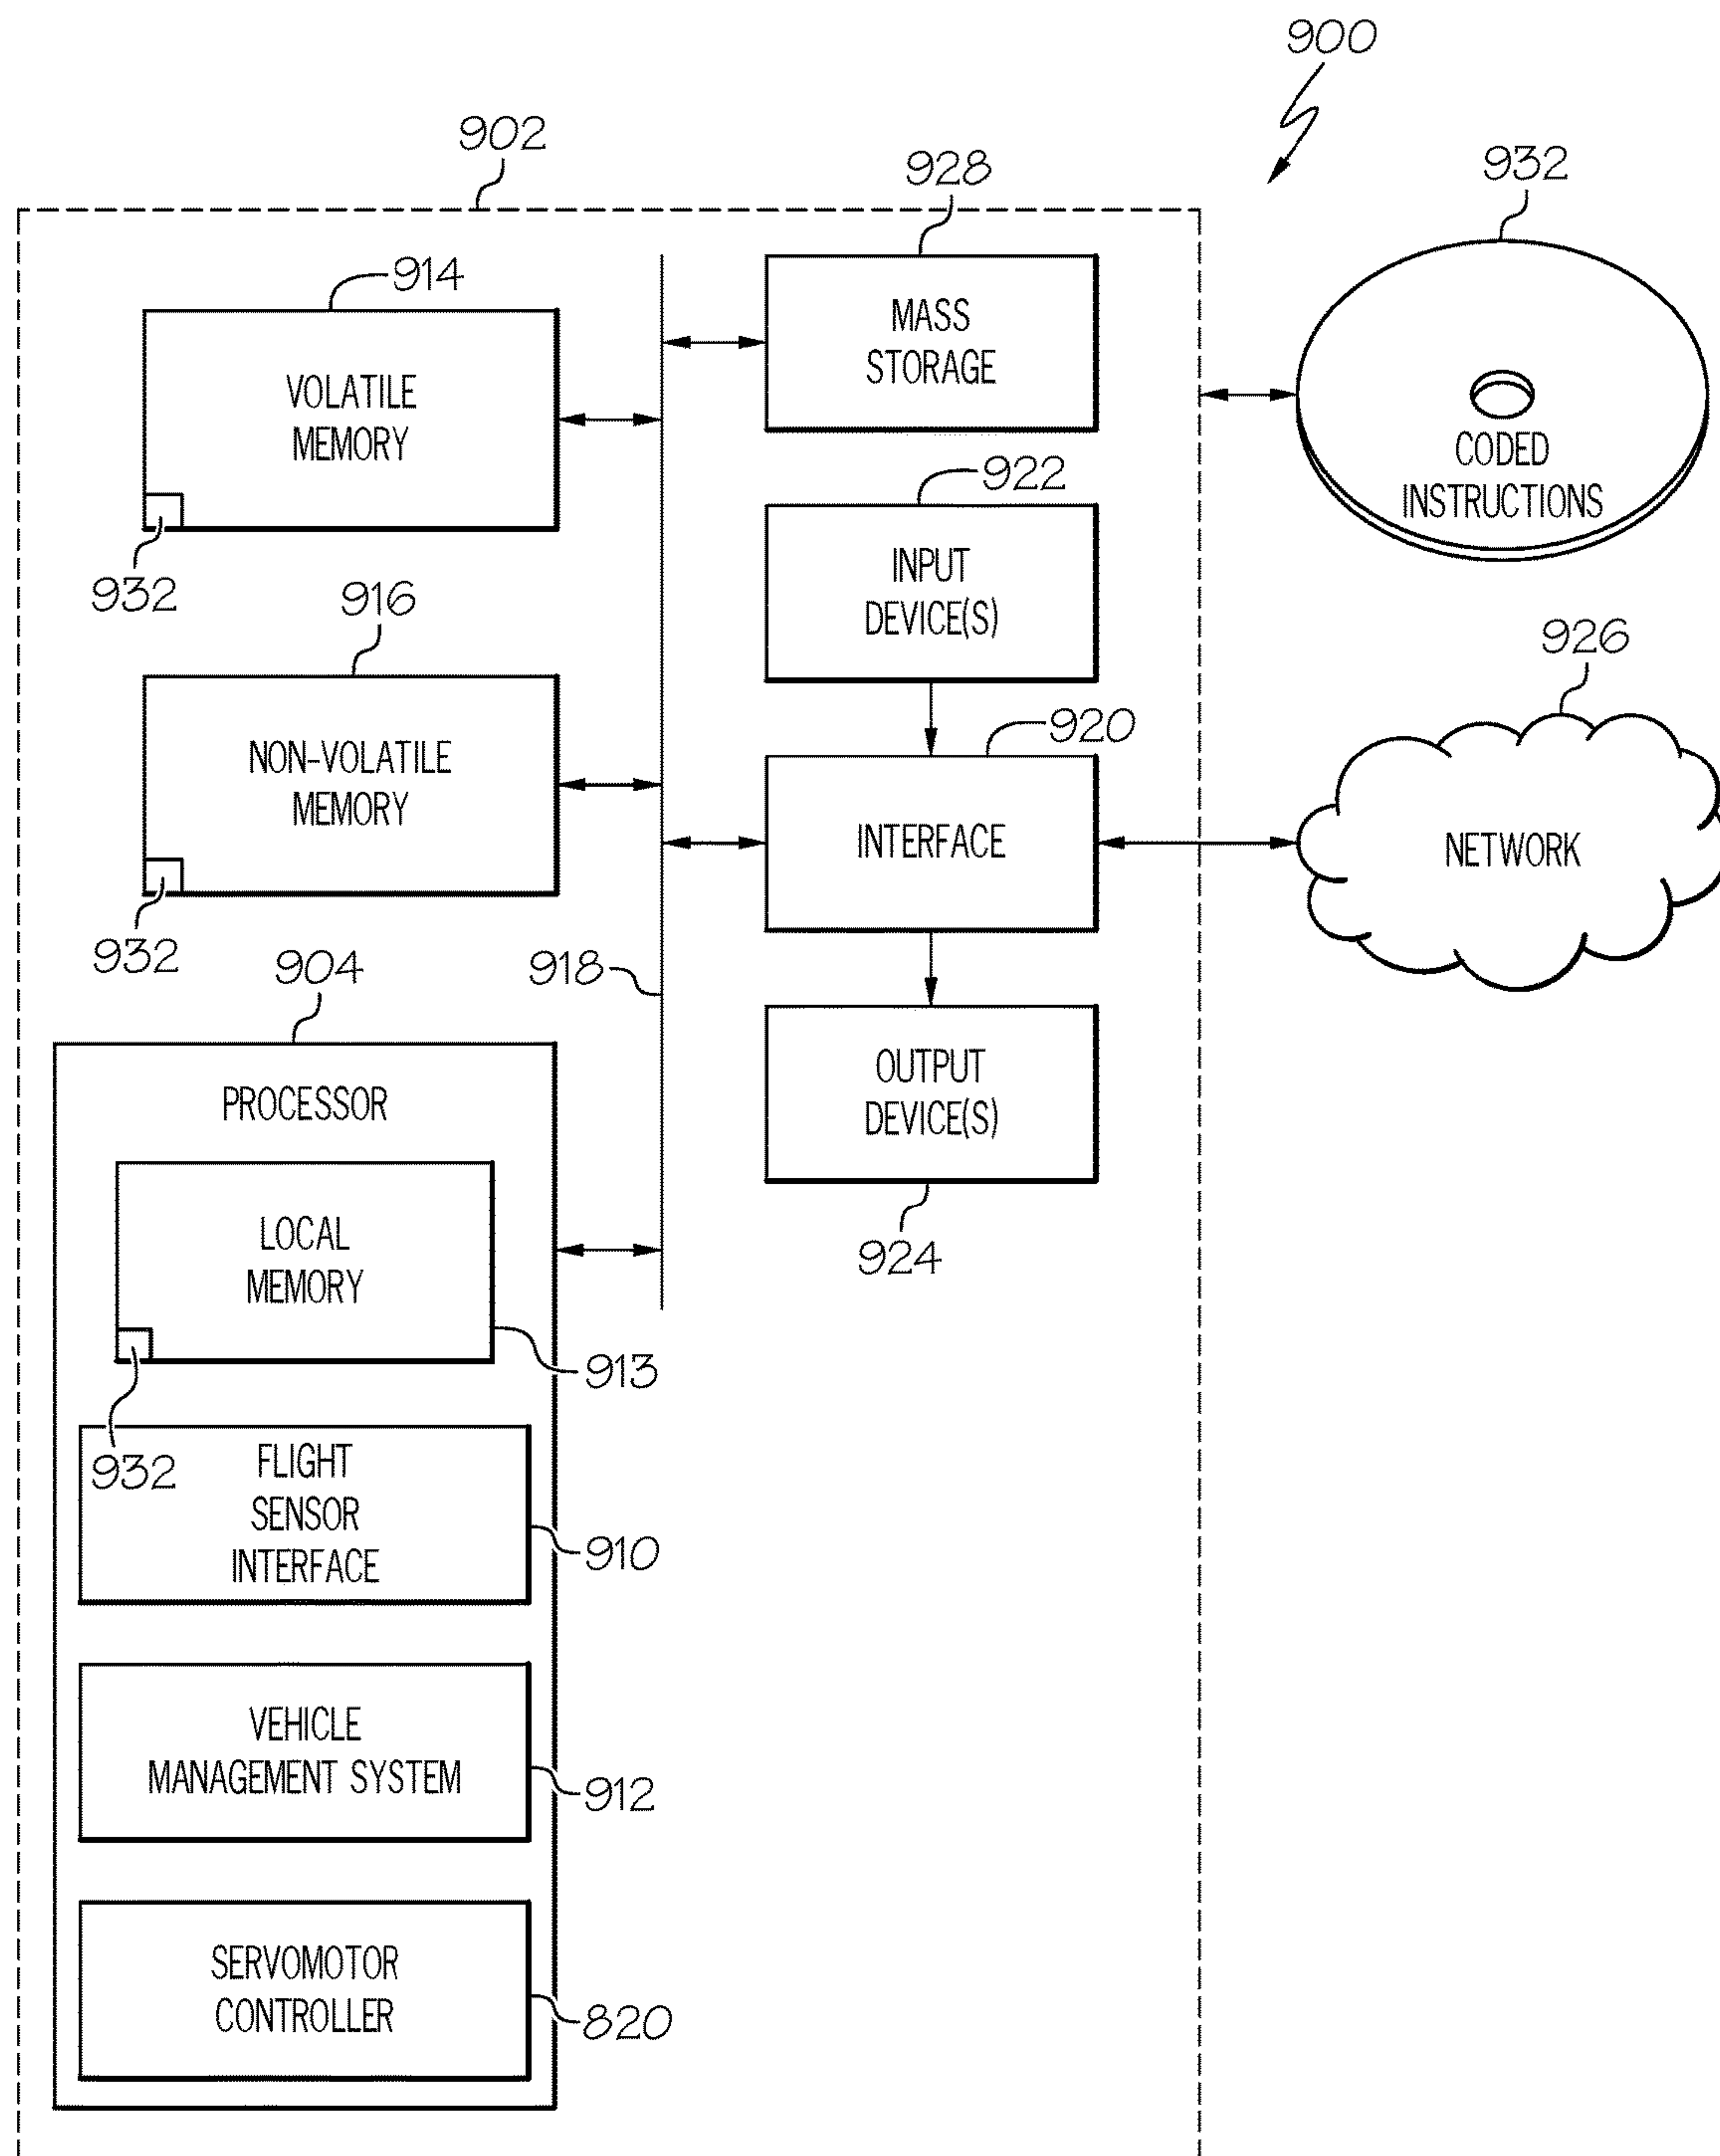 900
902
928
932
914
MASS
STORAGE
VOLATILE
MEMORY
CODED
INSTRUCTIONS
922
932
INPUT
DEVICE(S)
916
926
920
NON-VOLATILE
MEMORY
INTERFACE
NETWORK
932
904
918
PROCESSOR
OUTPUT
DEVICE(S)
LOCAL
MEMORY
924
913
932
FLIGHT
SENSOR
INTERFACE
910
VEHICLE
MANAGEMENT SYSTEM
912
SERVOMOTOR
CONTROLLER
820